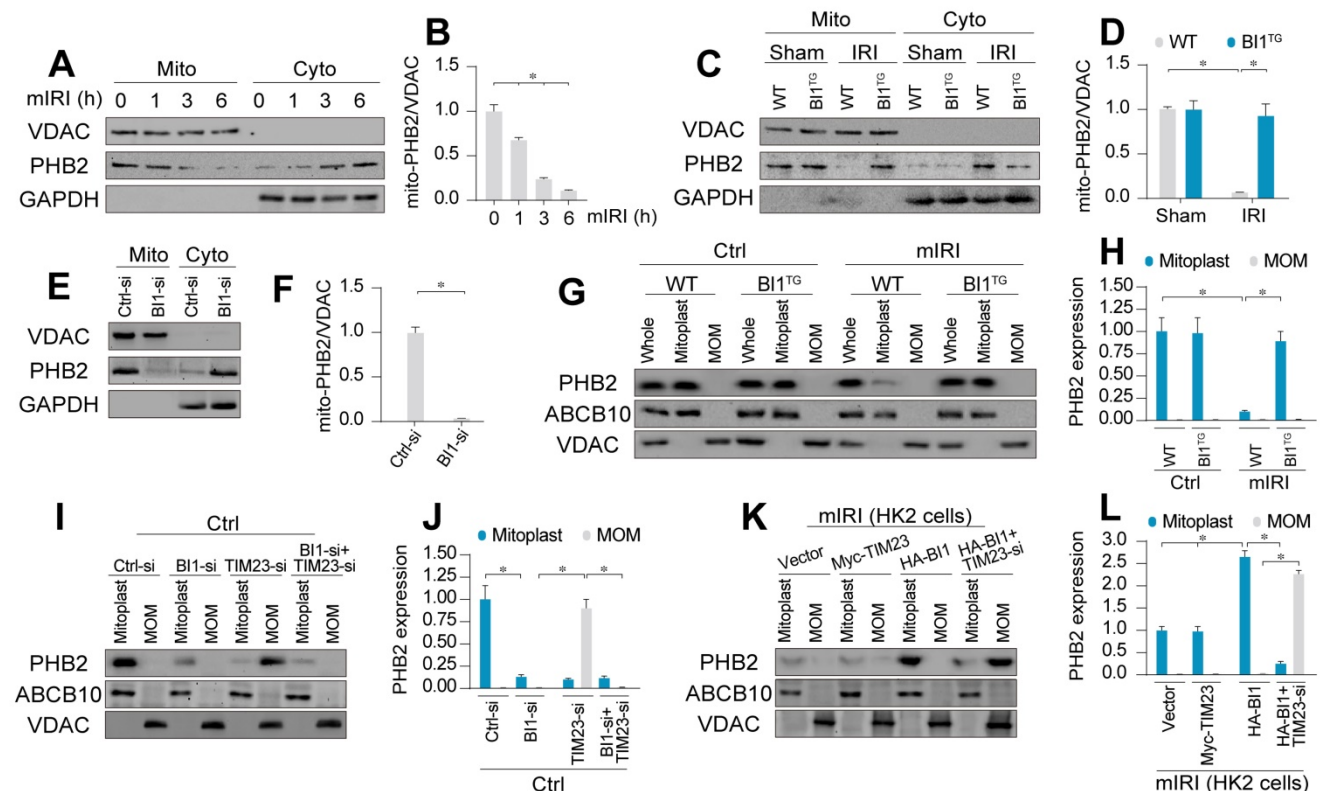 A
Mito Cyto
mIRI (h) 0 1 3 6 0 1 3 6
VDAC
PHB2
GAPDH
B
mito-PHB2/VDAC
1.5
1.0
0.5
0.0
*
0 1 3 6 mIRI (h)
C
Mito Cyto
Sham IRI Sham IRI
WT BI1TG WT BI1TG WT BI1TG WT BI1TG
VDAC
PHB2
GAPDH
D
WT BI1TG
mito-PHB2/VDAC
1.5
1.0
0.5
0.0
* *
Sham IRI
E
Mito Cyto
Ctrl-si BI1-si Ctrl-si BI1-si
VDAC
PHB2
GAPDH
F
mito-PHB2/VDAC
1.5
1.0
0.5
0.0
*
Ctrl-si BI1-si
G
Ctrl mIRI
WT BI1TG WT BI1TG
Whole Mitoplast MOM Whole Mitoplast MOM Whole Mitoplast MOM Whole Mitoplast MOM
PHB2
ABCB10
VDAC
H
Mitoplast MOM
PHB2 expression
1.50
1.25
1.00
0.75
0.50
0.25
0.00
* *
WT BI1TG WT BI1TG
Ctrl mIRI
I
Ctrl
Ctrl-si BI1-si TIM23-si BI1-si+
TIM23-si
Mitoplast MOM Mitoplast MOM Mitoplast MOM Mitoplast MOM
PHB2
ABCB10
VDAC
J
Mitoplast MOM
PHB2 expression
1.50
1.25
1.00
0.75
0.50
0.25
0.00
* * *
Ctrl-si BI1-si TIM23-si BI1-si+
TIM23-si
Ctrl
K
mIRI (HK2 cells)
Vector Myc-TIM23 HA-BI1 HA-BI1+
TIM23-si
Mitoplast MOM Mitoplast MOM Mitoplast MOM Mitoplast MOM
PHB2
ABCB10
VDAC
L
Mitoplast MOM
PHB2 expression
3.0
2.5
2.0
1.5
1.0
0.5
0.0
* * *
Vector Myc-TIM23 HA-BI1 HA-BI1+
TIM23-si
mIRI (HK2 cells)